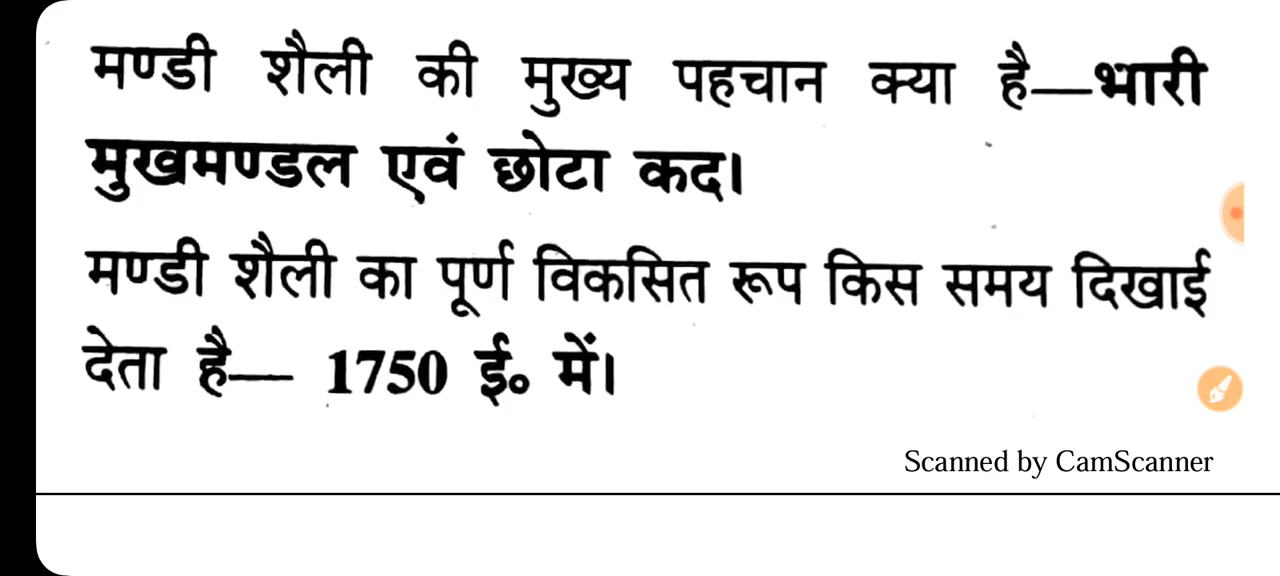 मण्डी शैली की मुख्य पहचान क्या है—भारी
मुखमण्डल एवं छोटा कद।
मण्डी शैली का पूर्ण विकसित रूप किस समय दिखाई
देता है— 1750 ई० में।
Scanned by CamScanner